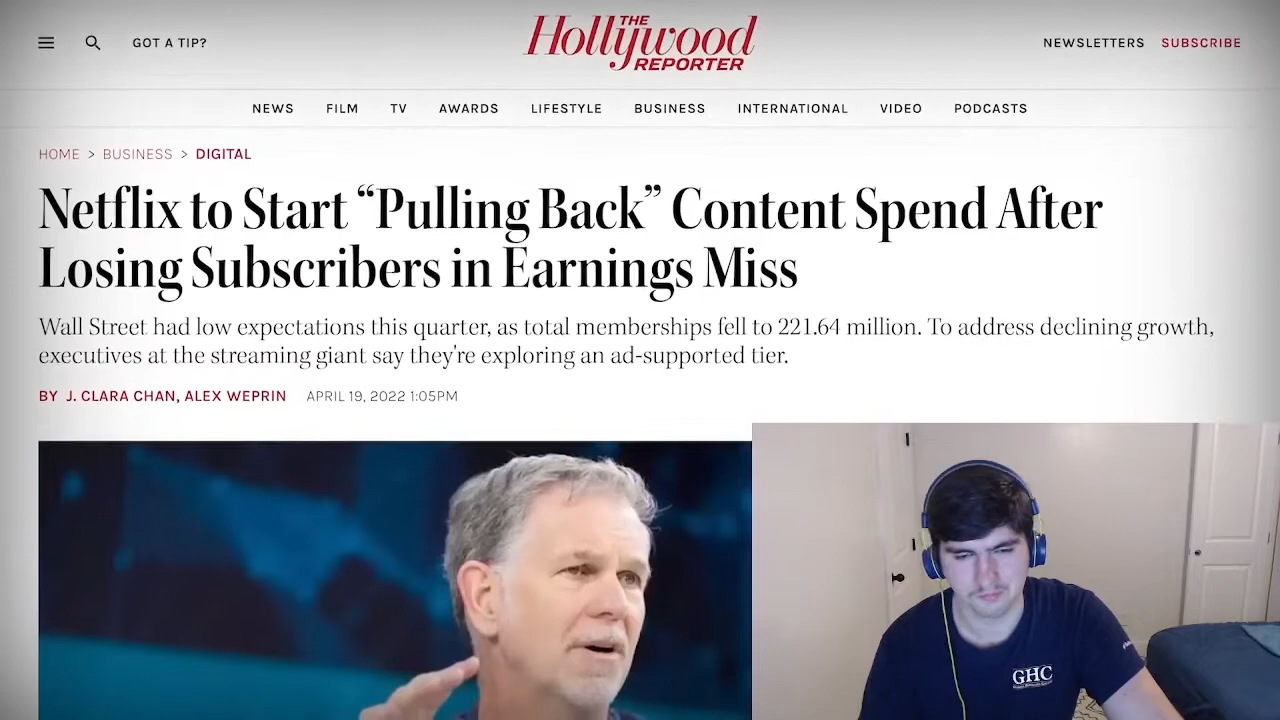 GOT A TIP?
THE
Hollywood
REPORTER
NEWSLETTERS SUBSCRIBE
NEWS FILM TV AWARDS LIFESTYLE BUSINESS INTERNATIONAL VIDEO PODCASTS
HOME > BUSINESS > DIGITAL
Netflix to Start “Pulling Back” Content Spend After
Losing Subscribers in Earnings Miss
Wall Street had low expectations this quarter, as total memberships fell to 221.64 million. To address declining growth,
executives at the streaming giant say they're exploring an ad-supported tier.
BY J. CLARA CHAN, ALEX WEPRIN APRIL 19, 2022 1:05PM
GHC